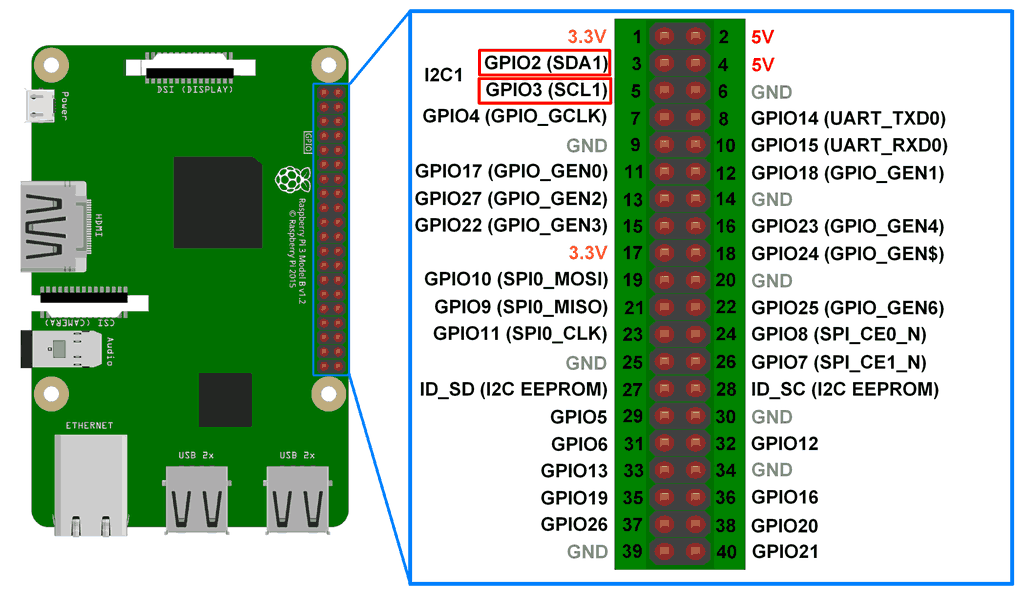 DSI (DISPLAY)
Power
GPIO
HDMI
Raspberry Pi 3 Model B v1.2
© Raspberry Pi 2015
CSI (CAMERA)
Audio
ETHERNET
USB 2x
USB 2x
I2C1
3.3V 1 2 5V
GPIO2 (SDA1) 3 4 5V
GPIO3 (SCL1) 5 6 GND
GPIO4 (GPIO_GCLK) 7 8 GPIO14 (UART_TXD0)
GND 9 10 GPIO15 (UART_RXD0)
GPIO17 (GPIO_GEN0) 11 12 GPIO18 (GPIO_GEN1)
GPIO27 (GPIO_GEN2) 13 14 GND
GPIO22 (GPIO_GEN3) 15 16 GPIO23 (GPIO_GEN4)
3.3V 17 18 GPIO24 (GPIO_GEN$)
GPIO10 (SPI0_MOSI) 19 20 GND
GPIO9 (SPI0_MISO) 21 22 GPIO25 (GPIO_GEN6)
GPIO11 (SPI0_CLK) 23 24 GPIO8 (SPI_CE0_N)
GND 25 26 GPIO7 (SPI_CE1_N)
ID_SD (I2C EEPROM) 27 28 ID_SC (I2C EEPROM)
GPIO5 29 30 GND
GPIO6 31 32 GPIO12
GPIO13 33 34 GND
GPIO19 35 36 GPIO16
GPIO26 37 38 GPIO20
GND 39 40 GPIO21